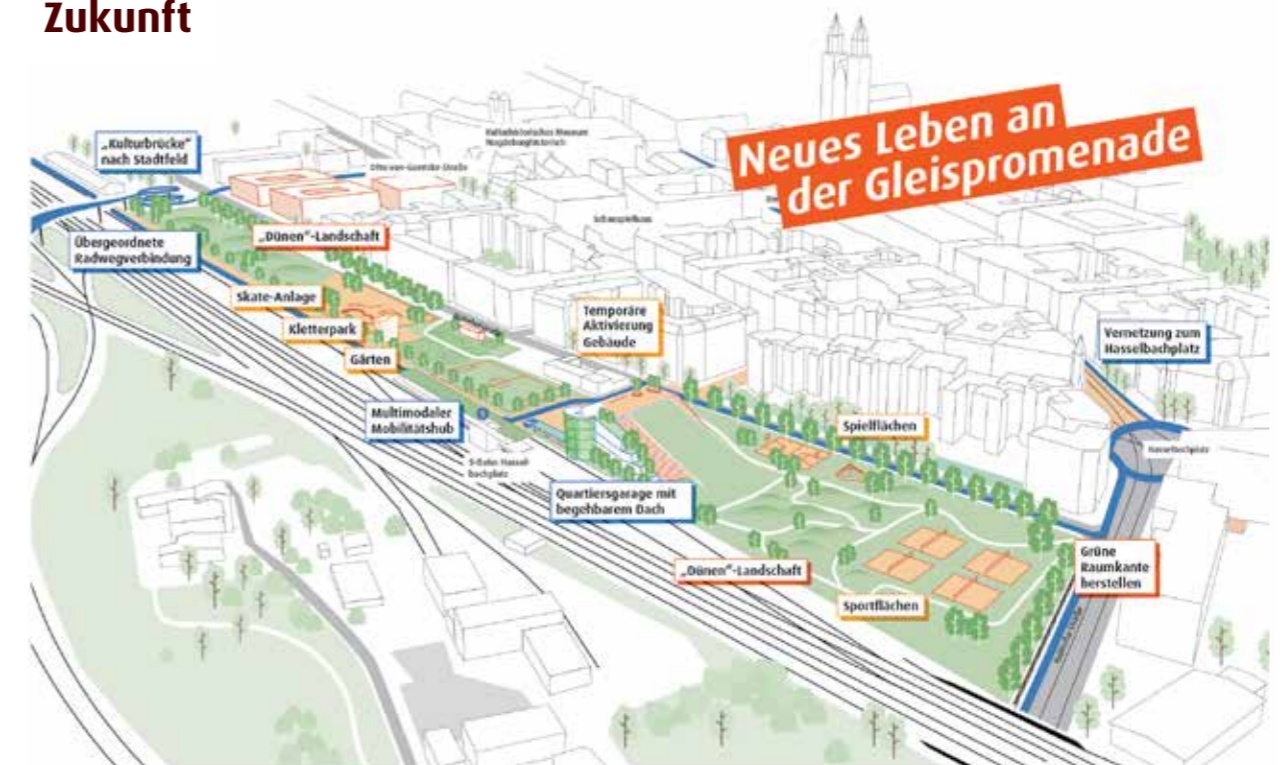 Zukunft
Neues Leben an
der Gleispromenade
„Kulturbrücke"
nach Stadtfeld
Kulturhistorisches Museum
Otto-von-Guericke-Straße
Schauspielhaus
Übergeordnete
Radwegverbindung
„Dünen"-Landschaft
Skate-Anlage
Kletterpark
Gärten
Temporäre
Aktivierung
Gebäude
Vernetzung zum
Hasselbachplatz
Multimodaler
Mobilitätshub
S-Bahn Hassel-
bachplatz
Spielflächen
Hasselbachplatz
Quartiersgarage mit
begehbarem Dach
„Dünen"-Landschaft
Sportflächen
Grüne
Raumkante
herstellen